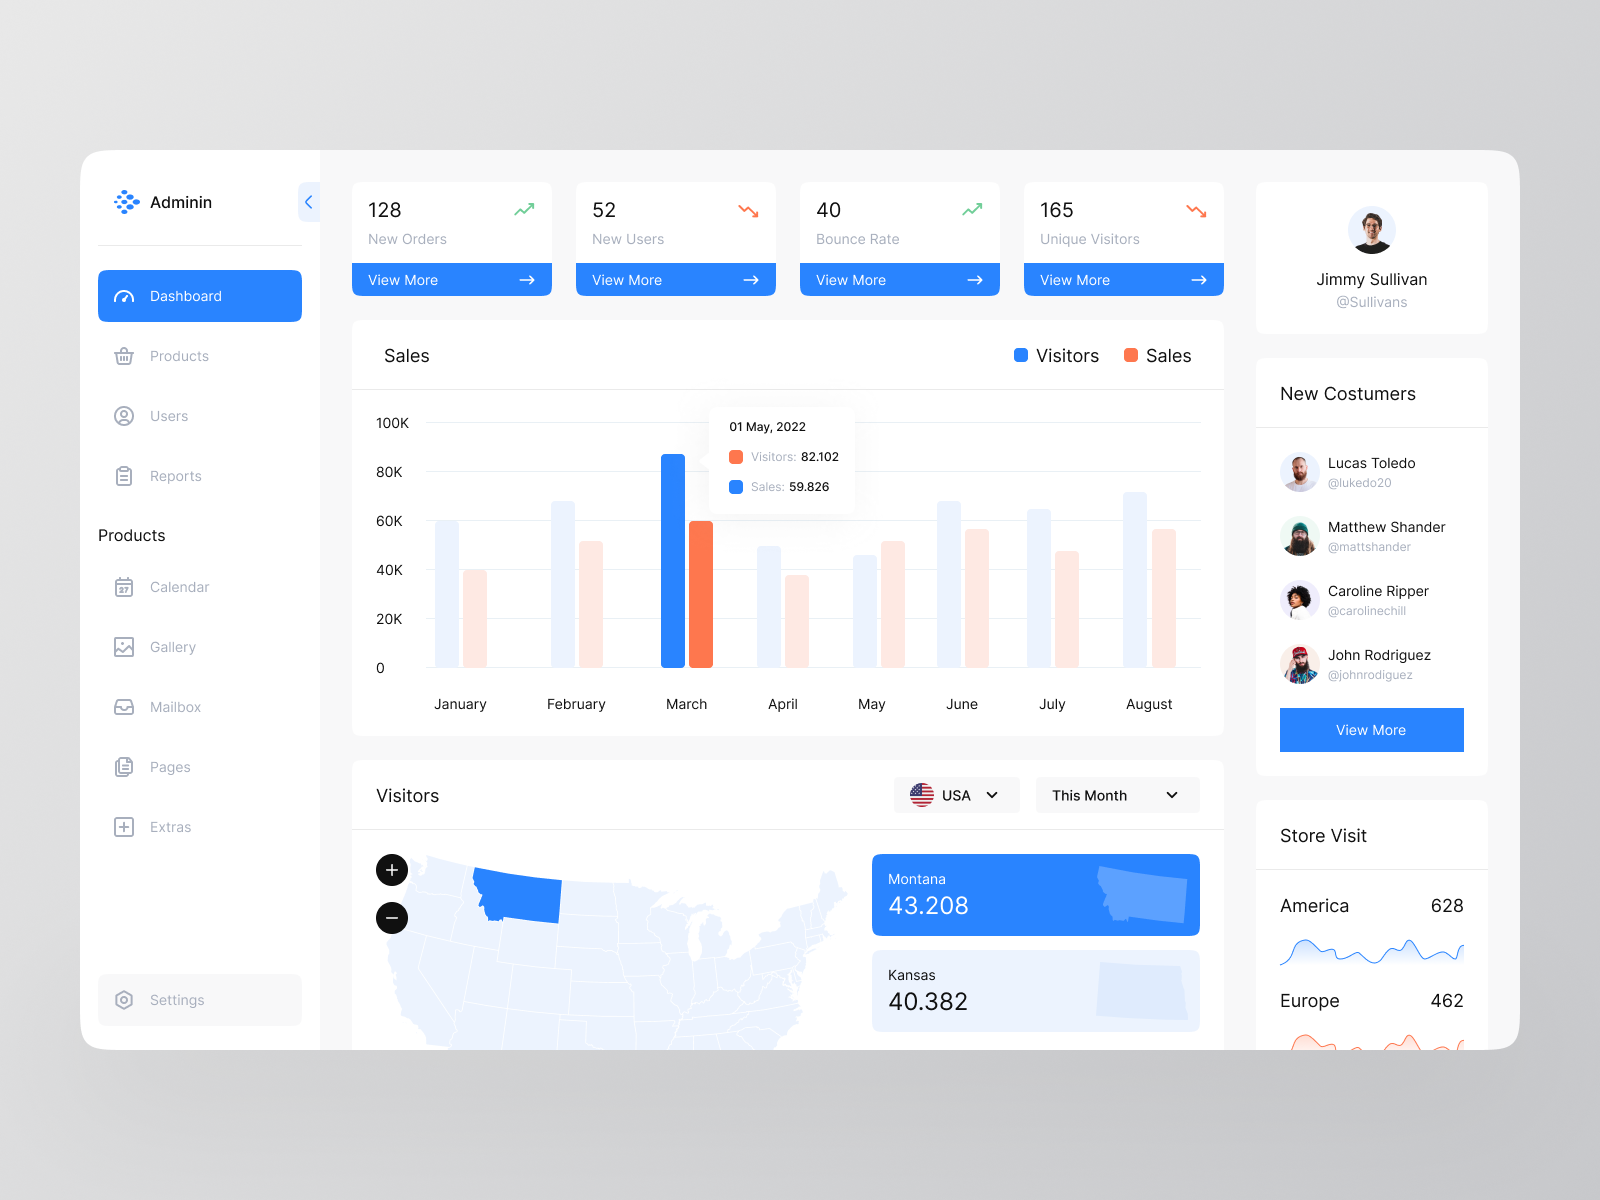 Adminin
Dashboard
Products
Users
Reports
Products
27
Calendar
Gallery
Mailbox
Pages
Extras
Settings
128
New Orders
View More
52
New Users
View More
40
Bounce Rate
View More
165
Unique Visitors
View More
Sales
Visitors
Sales
100K
80K
60K
40K
20K
0
01 May, 2022
Visitors: 82.102
Sales: 59.826
January
February
March
April
May
June
July
August
Visitors
USA
This Month
Montana
43.208
Kansas
40.382
Jimmy Sullivan
@Sullivans
New Costumers
Lucas Toledo
@lukedo20
Matthew Shander
@mattshander
Caroline Ripper
@carolinechill
John Rodriguez
@johnrodiguez
View More
Store Visit
America 628
Europe 462